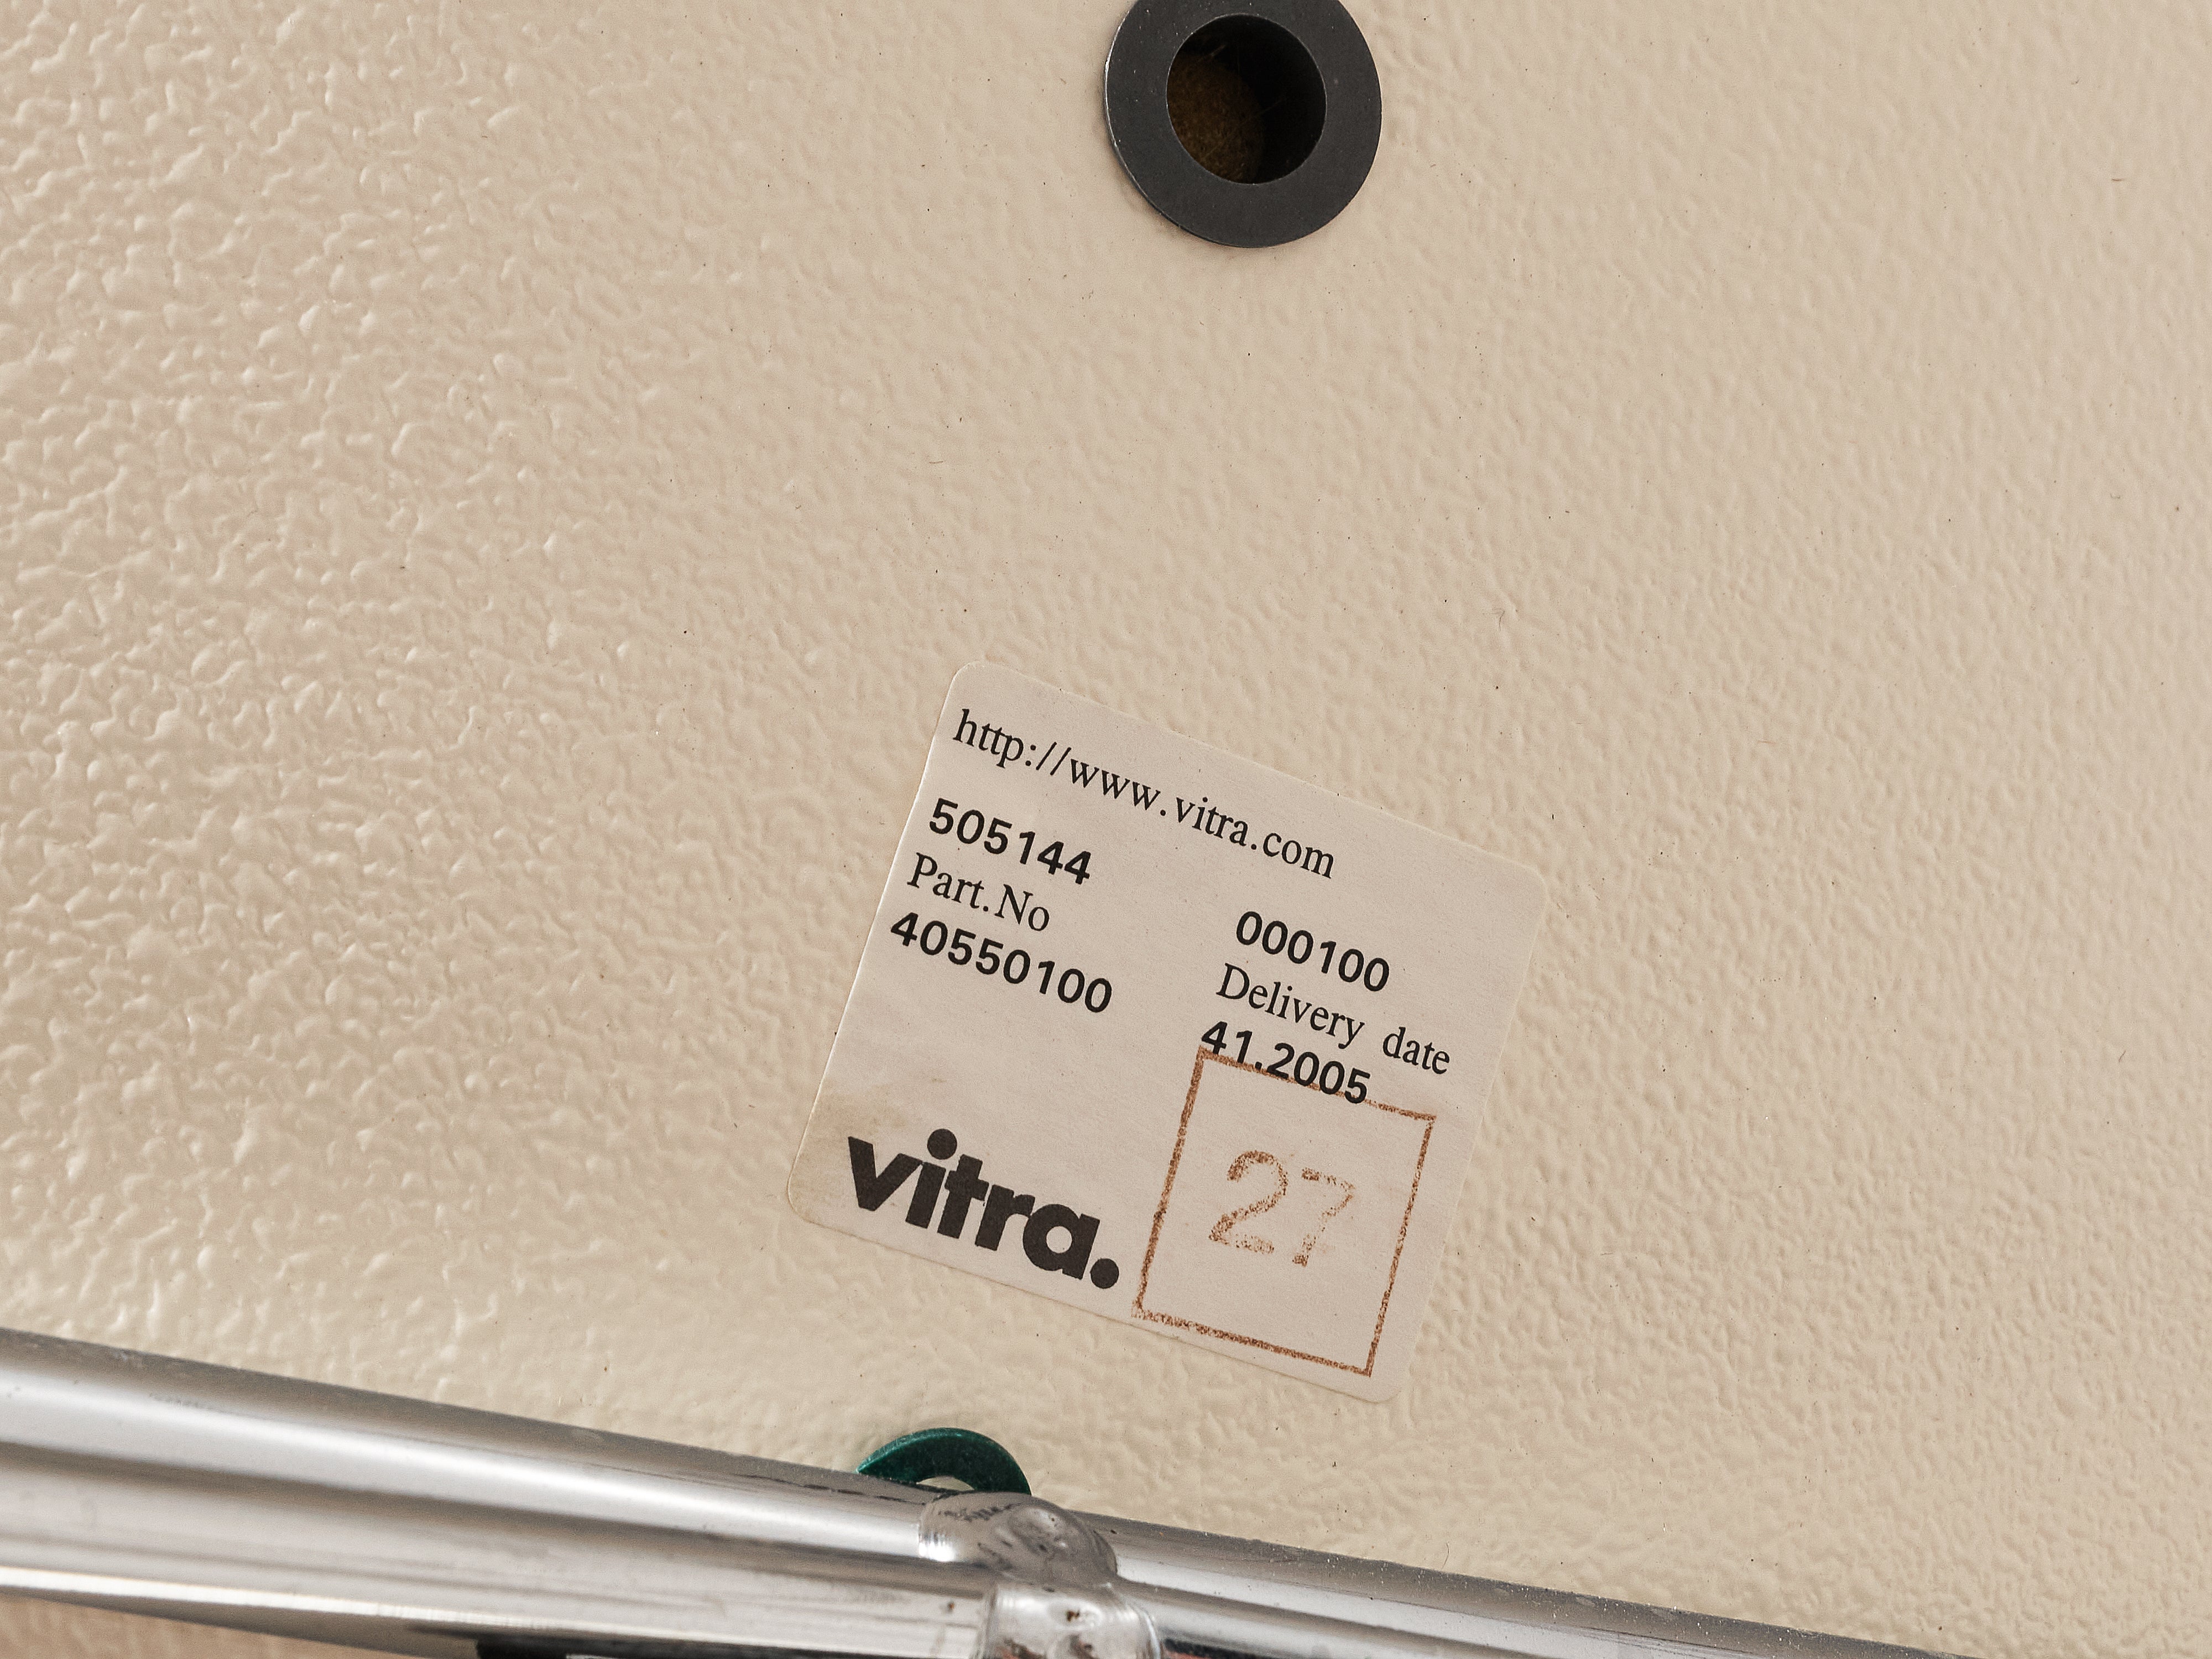 http://www.vitra.com
505144 000100
Part.No Delivery date
40550100 41.2005
27
vitra.